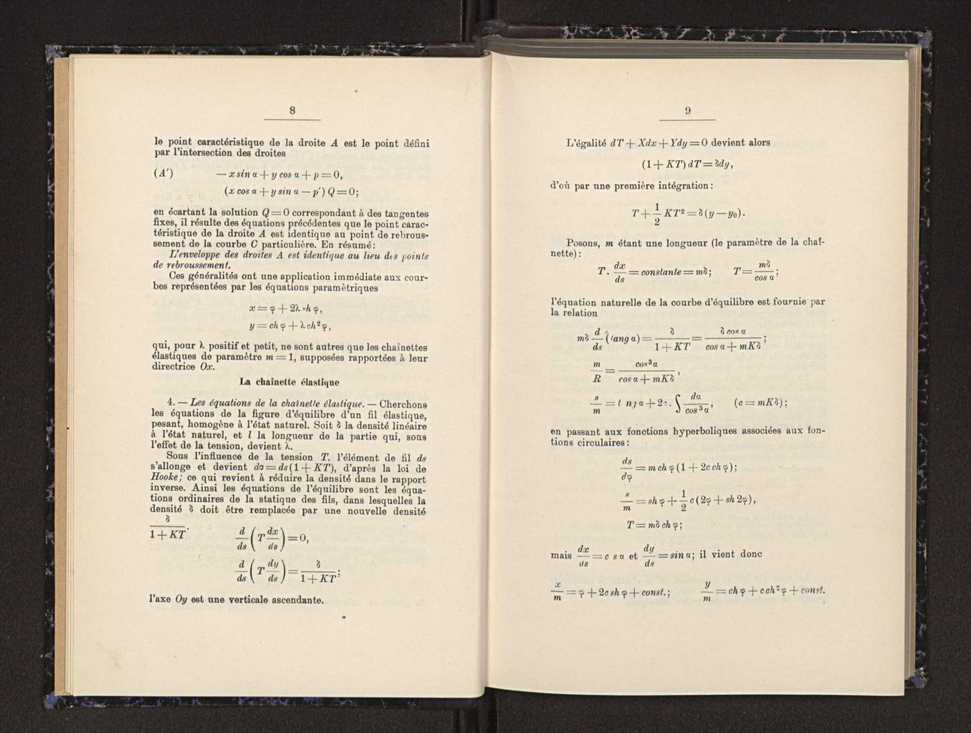 8
le point caractéristique de la droite A est le point défini
par l'intersection des droites
(A′) — x sin α + y cos α + p = 0,
(x cos α + y sin α — p′) Q = 0;
en écartant la solution Q = 0 correspondant à des tangentes
fixes, il résulte des équations précédentes que le point carac-
téristique de la droite A est identique au point de rebrous-
sement de la courbe C particulière. En résumé:
L'enveloppe des droites A est identique au lieu des points
de rebroussement.
Ces généralités ont une application immédiate aux cour-
bes représentées par les équations paramètriques
x = φ + 2λ sh φ,
y = ch φ + λ ch² φ,
qui, pour λ positif et petit, ne sont autres que les chaînettes
élastiques de paramétre m = 1, supposées rapportées à leur
directrice Ox.
La chaînette élastique
4. — Les équations de la chaînette élastique. — Cherchons
les équations de la figure d'équilibre d'un fil élastique,
pesant, homogène à l'état naturel. Soit δ la densité linéaire
à l'état naturel, et l la longueur de la partie qui, sous
l'effet de la tension, devient λ.
Sous l'influence de la tension T. l'élément de fil ds
s'allonge et devient dσ = ds (1 + KT), d'après la loi de
Hooke; ce qui revient à réduire la densité dans le rapport
inverse. Ainsi les équations de l'équilibre sont les équa-
tions ordinaires de la statique des fils, dans lesquelles la
densité δ doit être remplacée par une nouvelle densité
δ / (1 + KT).
d/ds (T dx/ds) = 0,
d/ds (T dy/ds) = δ / (1 + KT);
l'axe Oy est une verticale ascendante.
9
L'égalité dT + Xdx + Ydy = 0 devient alors
(1 + KT) dT = δdy,
d'où par une première intégration:
T + 1/2 KT² = δ (y — y₀).
Posons, m étant une longueur (le paramètre de la chaî-
nette):
T · dx/ds = constante = mδ; T = mδ / cos α;
l'équation naturelle de la courbe d'équilibre est fournie par
la relation
mδ d/ds (tang α) = δ / (1 + KT) = δ cos α / (cos α + mKδ);
m/R = cos³α / (cos α + mKδ),
s/m = t ng α + 2c. ∫ dα / cos³α, (c = mKδ);
en passant aux fonctions hyperboliques associées aux fon-
tions circulaires:
ds/dφ = m ch φ (1 + 2c ch φ);
s/m = sh φ + 1/2 c (2φ + sh 2φ),
T = mδ ch φ;
mais dx/ds = c s α et dy/ds = sin α; il vient donc
x/m = φ + 2c sh φ + const.; y/m = ch φ + c ch² φ + const.